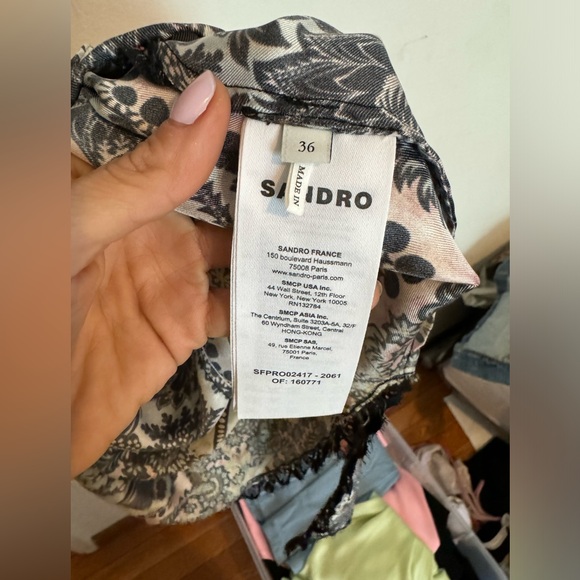 36
MADE IN
SANDRO
SANDRO FRANCE
150 boulevard Haussmann
75008 Paris
www.sandro-paris.com
SMCP USA Inc.
44 Wall Street, 12th Floor
New York, New York 10005
RN132784
SMCP ASIA Inc.
The Centrium, Suite 3203A-5A, 32/F
60 Wyndham Street, Central
HONG-KONG
SMCP SAS,
49, rue Etienne Marcel,
75001 Paris,
France
SFPRO02417 - 2061
OF: 160771